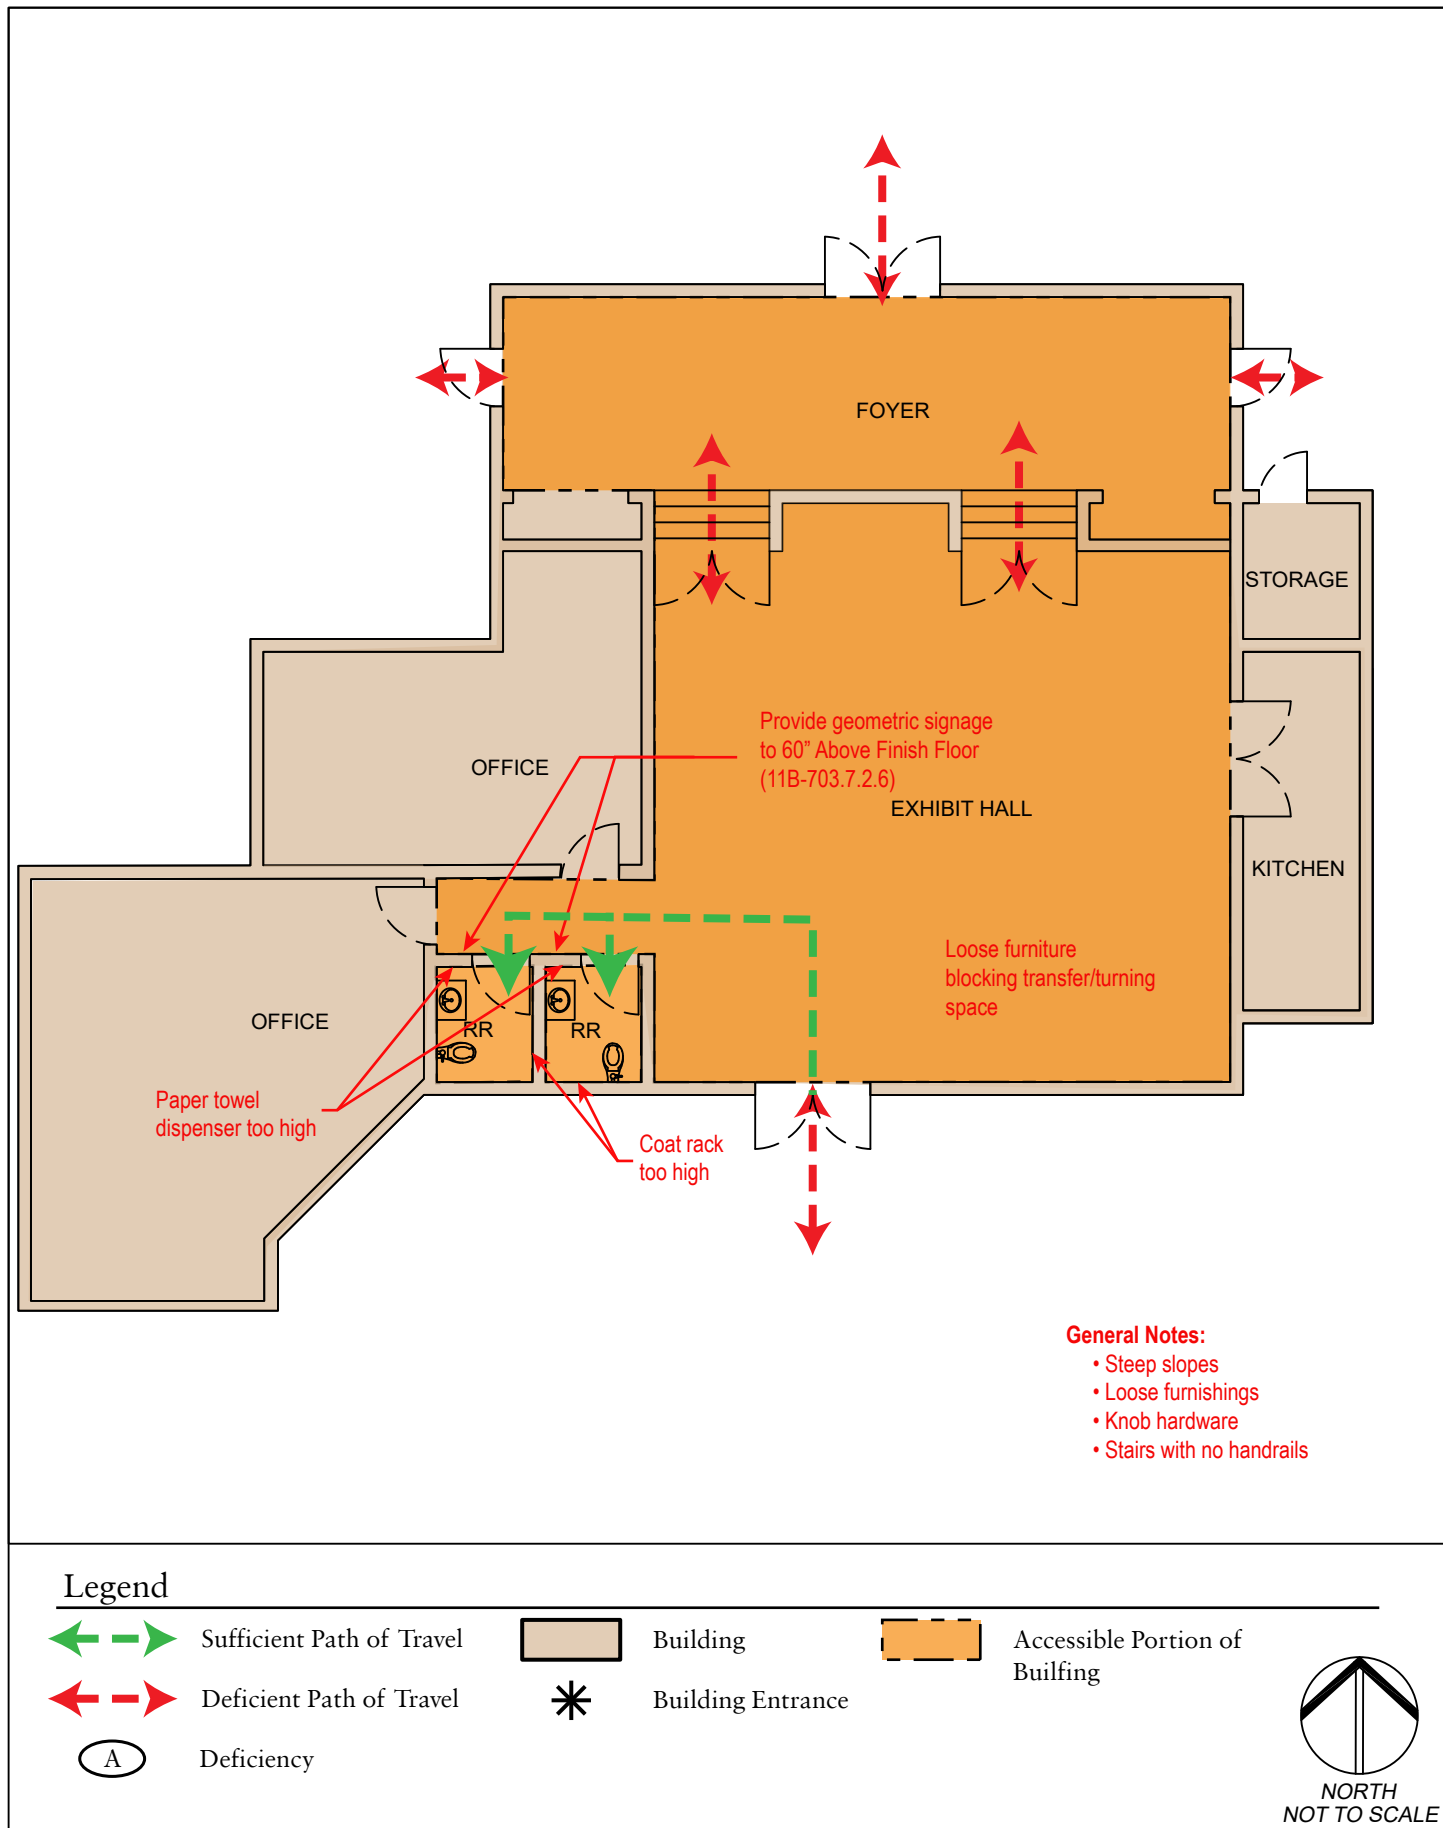 FOYER
STORAGE
Provide geometric signage
to 60” Above Finish Floor
(11B-703.7.2.6)
OFFICE
EXHIBIT HALL
KITCHEN
Loose furniture
blocking transfer/turning
space
OFFICE
RR
RR
Paper towel
dispenser too high
Coat rack
too high
General Notes:
• Steep slopes
• Loose furnishings
• Knob hardware
• Stairs with no handrails
Legend
Sufficient Path of Travel
Building
Accessible Portion of
Builfing
Deficient Path of Travel
Building Entrance
A
Deficiency
NORTH
NOT TO SCALE